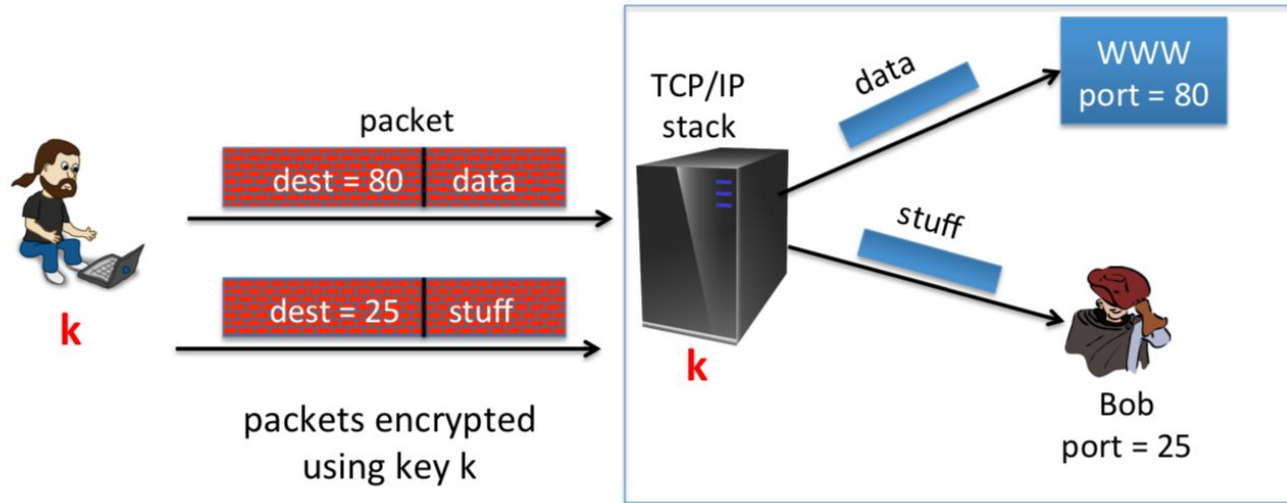 packet
dest = 80 data
k
dest = 25 stuff
packets encrypted
using key k
TCP/IP
stack
k
data
stuff
WWW
port = 80
Bob
port = 25